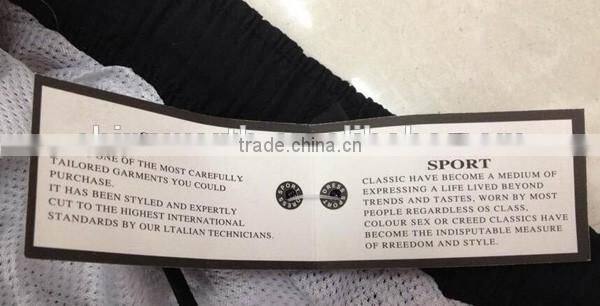 ONE OF THE MOST CAREFULLY
TAILORED GARMENTS YOU COULD
PURCHASE.
IT HAS BEEN STYLED AND EXPERTLY
CUT TO THE HIGHEST INTERNATIONAL
STANDARDS BY OUR LTALIAN TECHNICIANS.
SPORT
DRESS
SPORT
CLASSIC HAVE BECOME A MEDIUM OF
EXPRESSING A LIFE LIVED BEYOND
TRENDS AND TASTES, WORN BY MOST
PEOPLE REGARDLESS OS CLASS,
COLOUR SEX OR CREED CLASSICS HAVE
BECOME THE INDISPUTABLE MEASURE
OF RREEDOM AND STYLE.
trade.china.cn